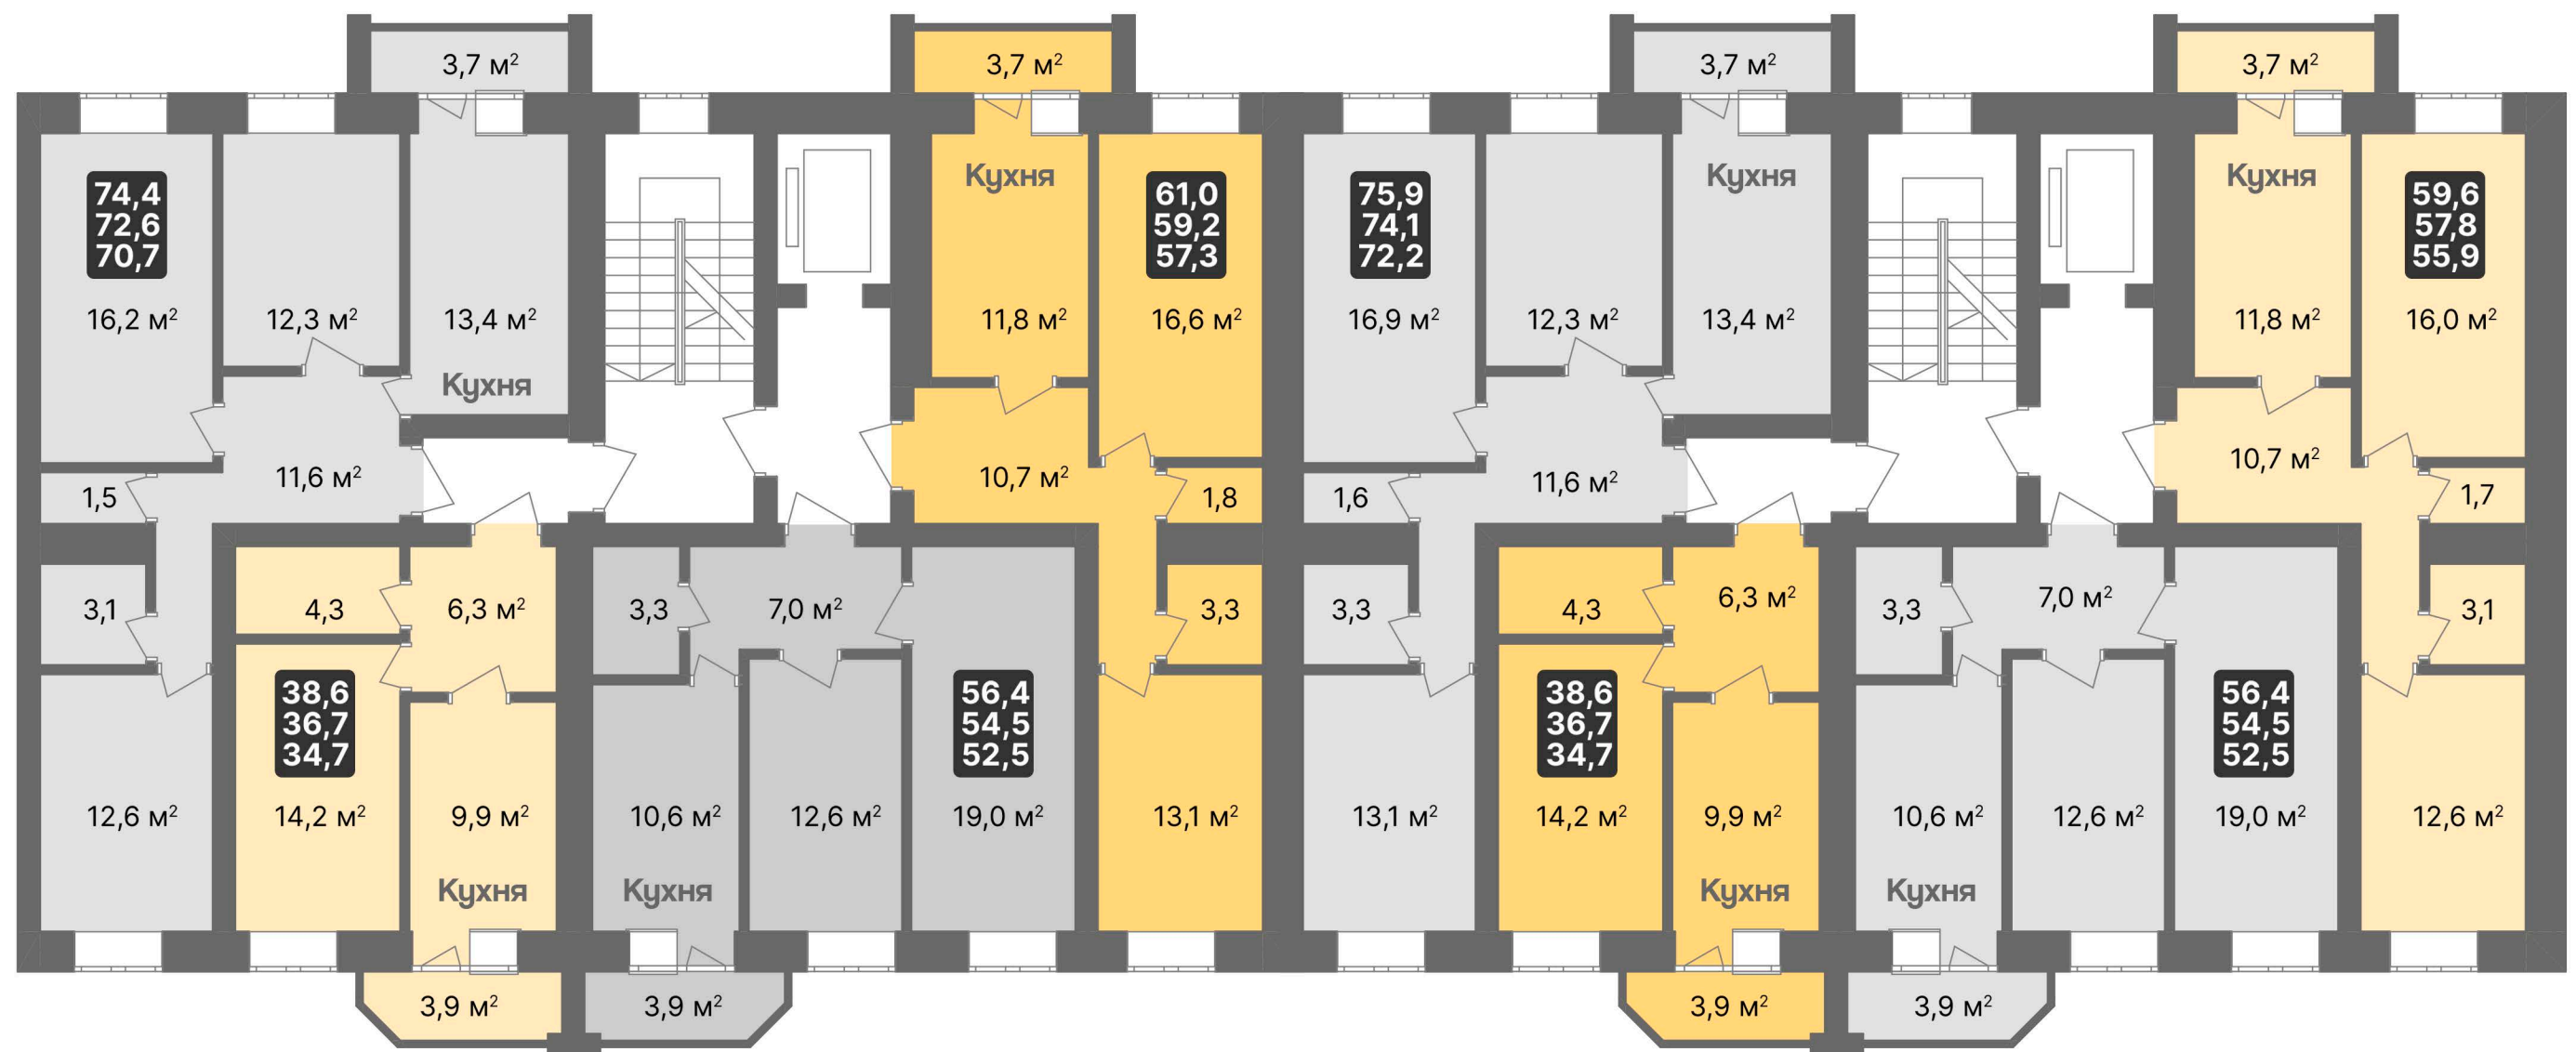 3,7 м²
3,7 м²
3,7 м²
3,7 м²
74,4
72,6
70,7
16,2 м²
12,3 м²
13,4 м²
Кухня
Кухня
11,8 м²
61,0
59,2
57,3
16,6 м²
75,9
74,1
72,2
16,9 м²
12,3 м²
Кухня
13,4 м²
Кухня
11,8 м²
59,6
57,8
55,9
16,0 м²
11,6 м²
1,5
10,7 м²
1,8
11,6 м²
1,6
10,7 м²
1,7
3,1
4,3
6,3 м²
3,3
7,0 м²
3,3
3,3
4,3
6,3 м²
3,3
7,0 м²
3,1
12,6 м²
38,6
36,7
34,7
14,2 м²
9,9 м²
Кухня
10,6 м²
Кухня
12,6 м²
56,4
54,5
52,5
19,0 м²
13,1 м²
13,1 м²
38,6
36,7
34,7
14,2 м²
9,9 м²
Кухня
10,6 м²
Кухня
12,6 м²
56,4
54,5
52,5
19,0 м²
12,6 м²
3,9 м²
3,9 м²
3,9 м²
3,9 м²